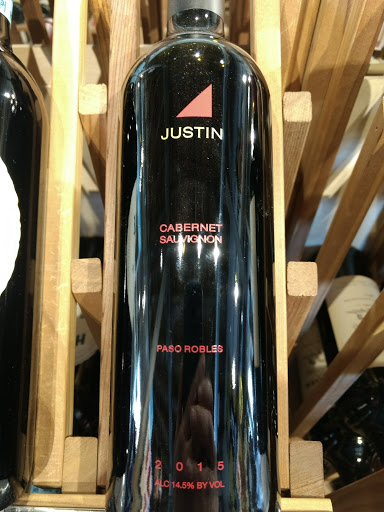 JUSTIN
CABERNET
SAUVIGNON
PASO ROBLES
2015
ALC 14.5% BY VOL